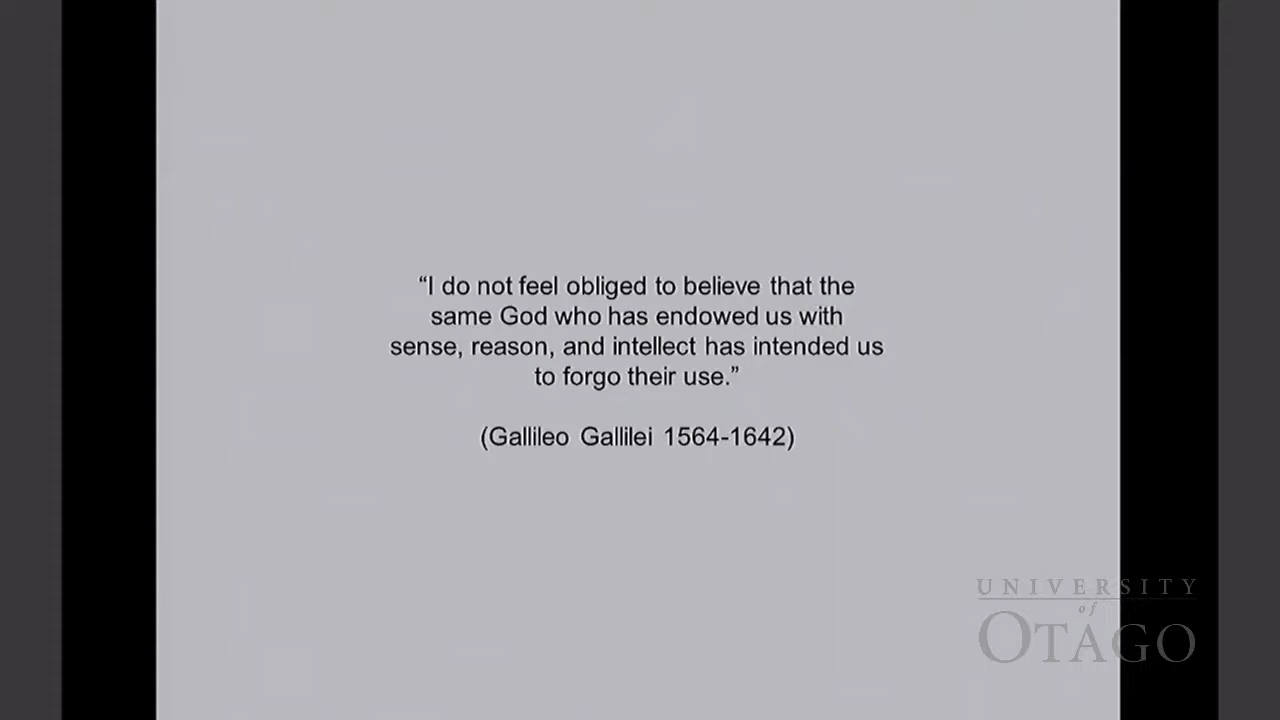 “I do not feel obliged to believe that the
same God who has endowed us with
sense, reason, and intellect has intended us
to forgo their use.”
(Gallileo Gallilei 1564-1642)
UNIVERSITY
of
OTAGO